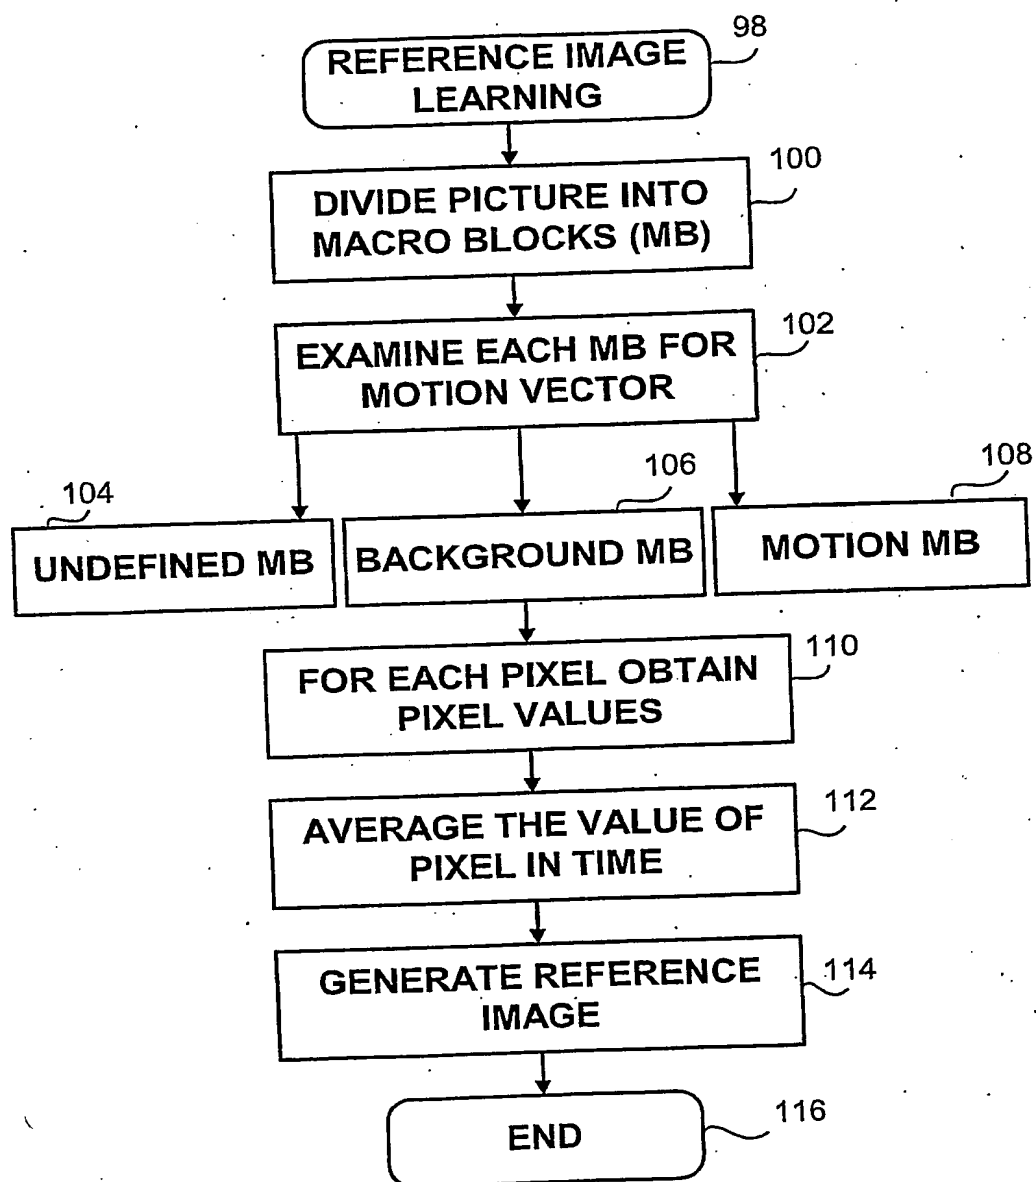 98
REFERENCE IMAGE
LEARNING
100
DIVIDE PICTURE INTO
MACRO BLOCKS (MB)
102
EXAMINE EACH MB FOR
MOTION VECTOR
104
106
108
UNDEFINED MB
BACKGROUND MB
MOTION MB
110
FOR EACH PIXEL OBTAIN
PIXEL VALUES
112
AVERAGE THE VALUE OF
PIXEL IN TIME
114
GENERATE REFERENCE
IMAGE
116
END